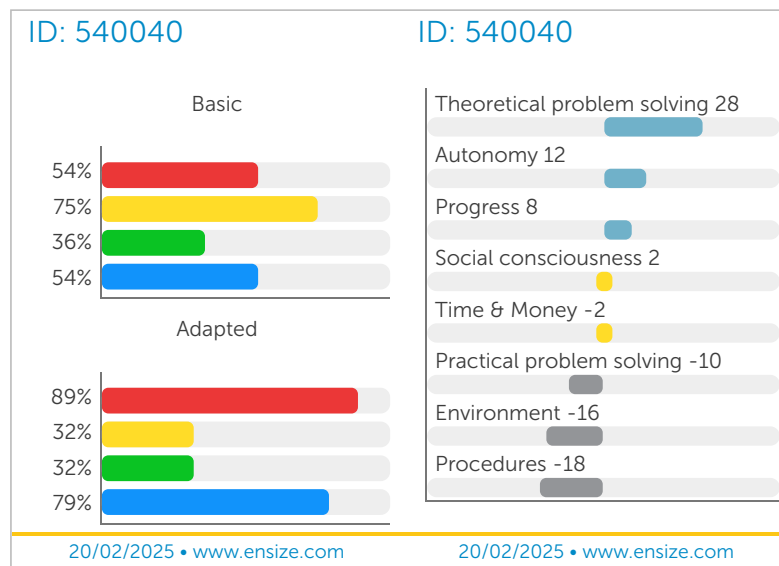 ID: 540040
Basic
54%
75%
36%
54%
Adapted
89%
32%
32%
79%
20/02/2025 • www.ensize.com
ID: 540040
Theoretical problem solving 28
Autonomy 12
Progress 8
Social consciousness 2
Time & Money -2
Practical problem solving -10
Environment -16
Procedures -18
20/02/2025 • www.ensize.com